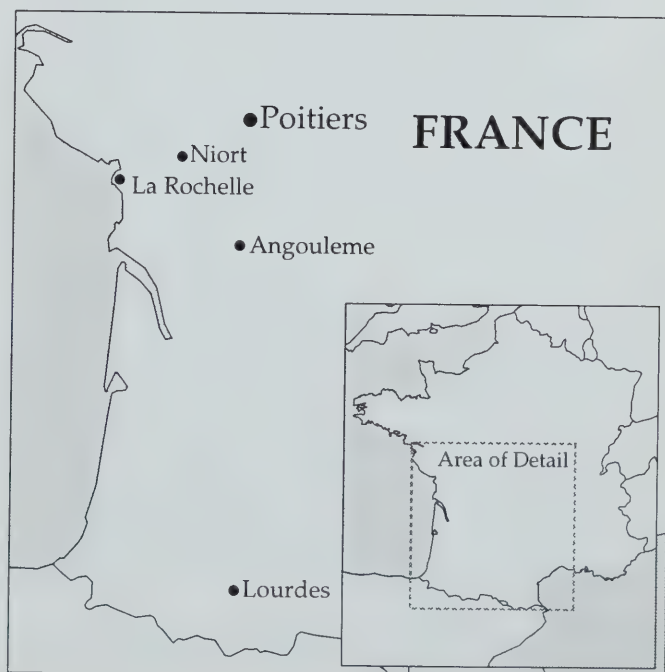 Poitiers
FRANCE
Niort
La Rochelle
Angouleme
Area of Detail
Lourdes